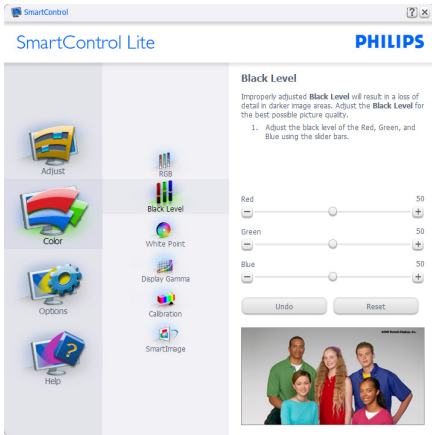 SmartControl
?
SmartControl Lite
PHILIPS
Adjust
Color
Options
Help
RGB
Black Level
White Point
Display Gamma
Calibration
SmartImage
Black Level
Improperly adjusted Black Level will result in a loss of
detail in darker image areas. Adjust the Black Level for
the best possible picture quality.
1. Adjust the black level of the Red, Green, and
Blue using the slider bars.
Red 50
Green 50
Blue 50
Undo Reset